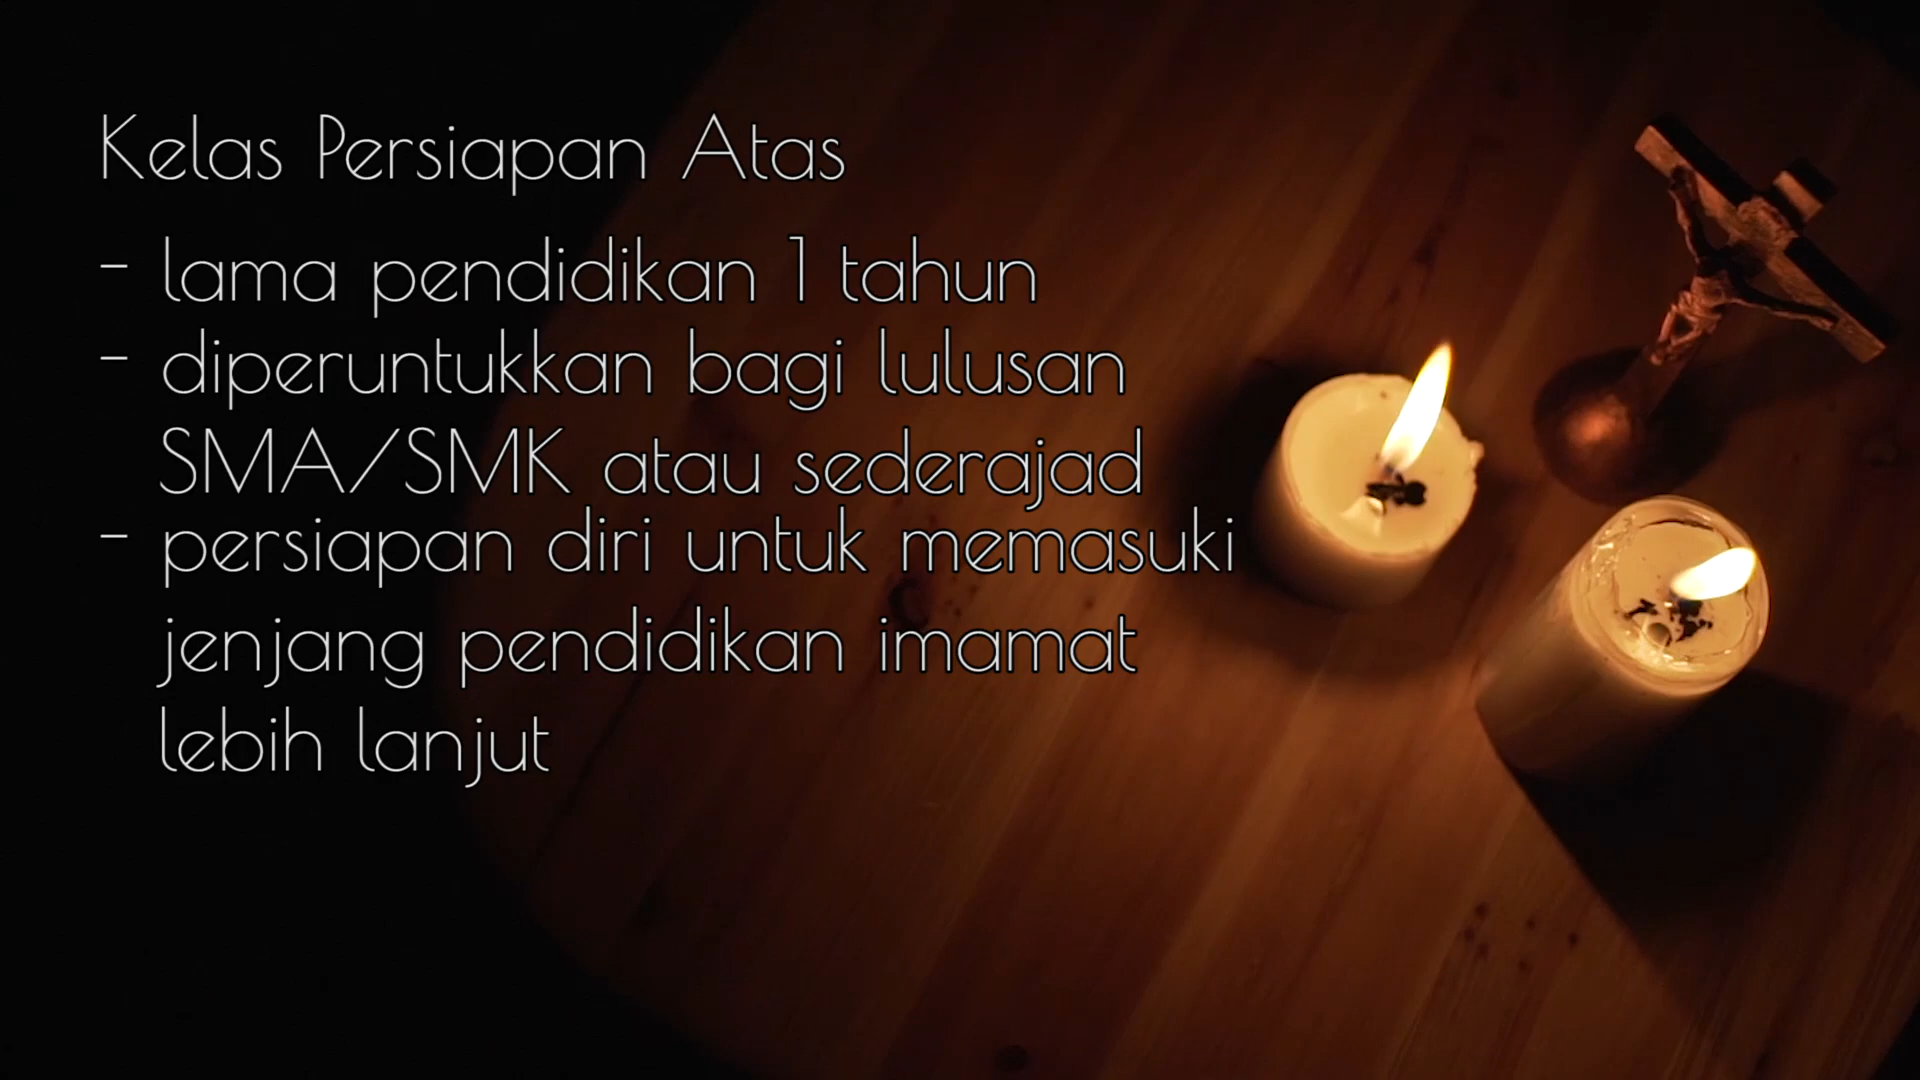 Kelas Persiapan Atas
- lama pendidikan 1 tahun
- diperuntukkan bagi lulusan
SMA/SMK atau sederajad
- persiapan diri untuk memasuki
jenjang pendidikan imamat
lebih lanjut